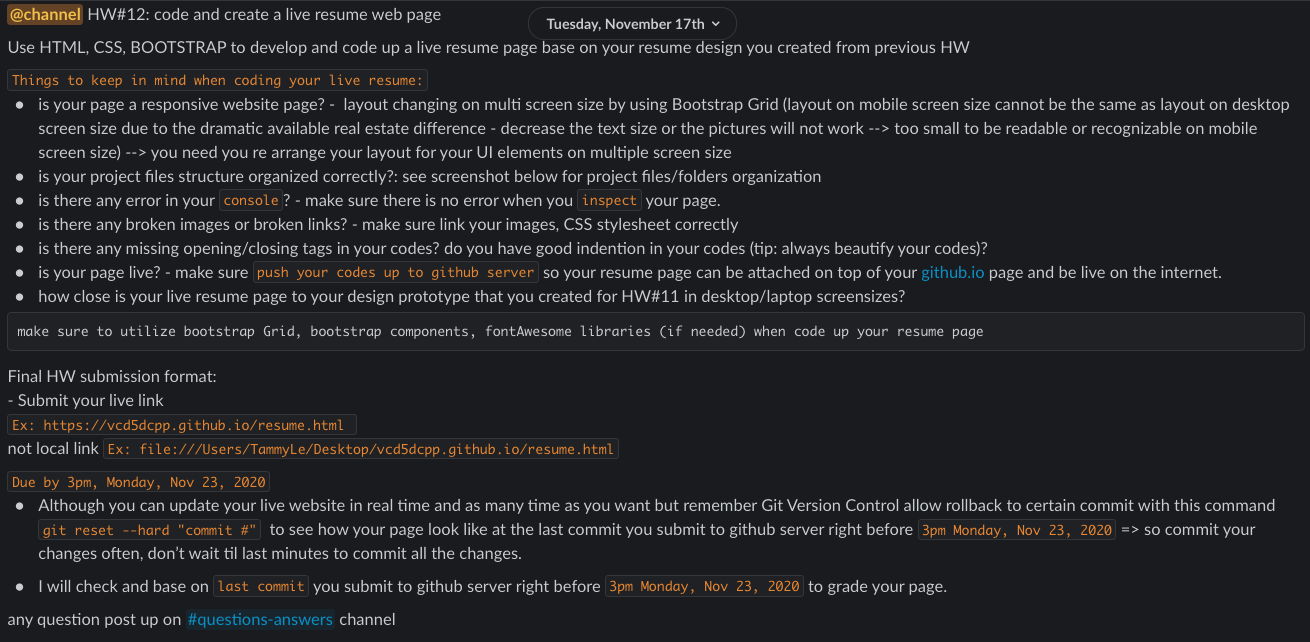 @channel HW#12: code and create a live resume web page
Tuesday, November 17th
Use HTML, CSS, BOOTSTRAP to develop and code up a live resume page base on your resume design you created from previous HW
Things to keep in mind when coding your live resume:
• is your page a responsive website page? - layout changing on multi screen size by using Bootstrap Grid (layout on mobile screen size cannot be the same as layout on desktop
screen size due to the dramatic available real estate difference - decrease the text size or the pictures will not work --> too small to be readable or recognizable on mobile
screen size) --> you need you re arrange your layout for your UI elements on multiple screen size
• is your project files structure organized correctly?: see screenshot below for project files/folders organization
• is there any error in your console? - make sure there is no error when you inspect your page.
• is there any broken images or broken links? - make sure link your images, CSS stylesheet correctly
• is there any missing opening/closing tags in your codes? do you have good indention in your codes (tip: always beautify your codes)?
• is your page live? - make sure push your codes up to github server so your resume page can be attached on top of your github.io page and be live on the internet.
• how close is your live resume page to your design prototype that you created for HW#11 in desktop/laptop screensizes?
make sure to utilize bootstrap Grid, bootstrap components, fontAwesome libraries (if needed) when code up your resume page
Final HW submission format:
- Submit your live link
Ex: https://vcd5dcpp.github.io/resume.html
not local link Ex: file:///Users/TammyLe/Desktop/vcd5dcpp.github.io/resume.html
Due by 3pm, Monday, Nov 23, 2020
• Although you can update your live website in real time and as many time as you want but remember Git Version Control allow rollback to certain commit with this command
git reset --hard "commit #" to see how your page look like at the last commit you submit to github server right before 3pm Monday, Nov 23, 2020 => so commit your
changes often, don't wait til last minutes to commit all the changes.
• I will check and base on last commit you submit to github server right before 3pm Monday, Nov 23, 2020 to grade your page.
any question post up on #questions-answers channel